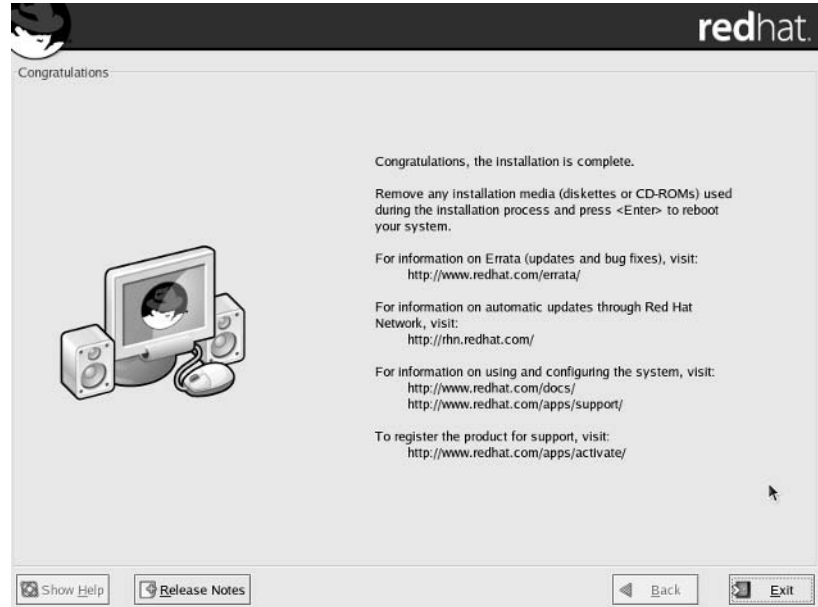 redhat.
Congratulations
Congratulations, the installation is complete.
Remove any installation media (diskettes or CD-ROMs) used
during the installation process and press <Enter> to reboot
your system.
For information on Errata (updates and bug fixes), visit:
http://www.redhat.com/errata/
For information on automatic updates through Red Hat
Network, visit:
http://rhn.redhat.com/
For information on using and configuring the system, visit:
http://www.redhat.com/docs/
http://www.redhat.com/apps/support/
To register the product for support, visit:
http://www.redhat.com/apps/activate/
Show Help
Release Notes
Back
Exit